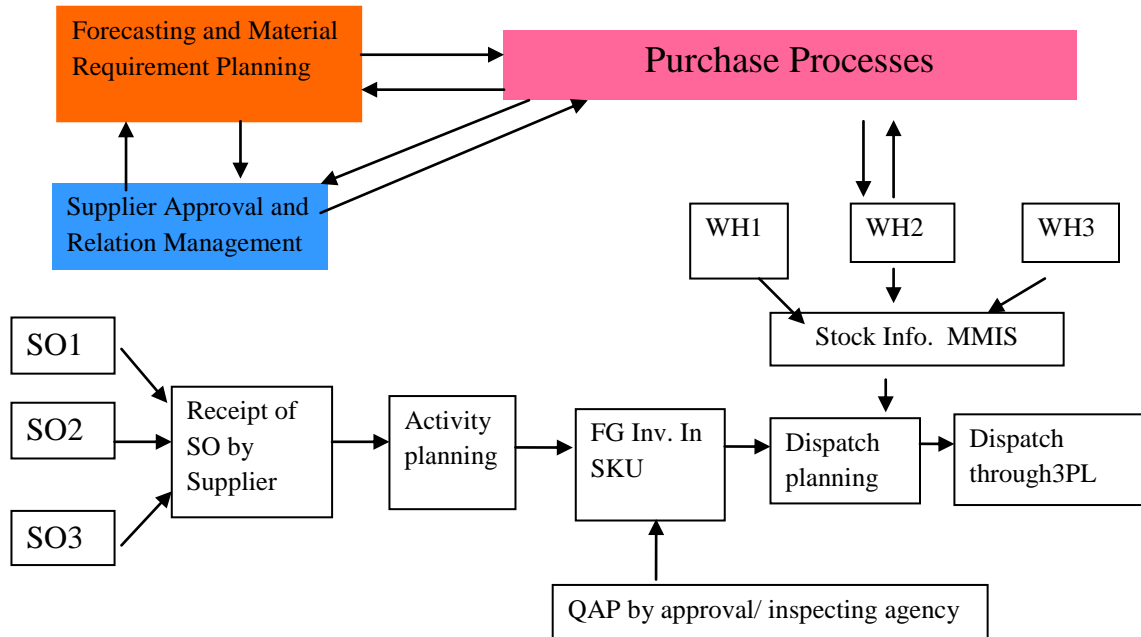 Forecasting and Material
Requirement Planning
Purchase Processes
Supplier Approval and
Relation Management
WH1
WH2
WH3
Stock Info.  MMIS
SO1
SO2
SO3
Receipt of
SO by
Supplier
Activity
planning
FG Inv. In
SKU
Dispatch
planning
Dispatch
through3PL
QAP by approval/ inspecting agency